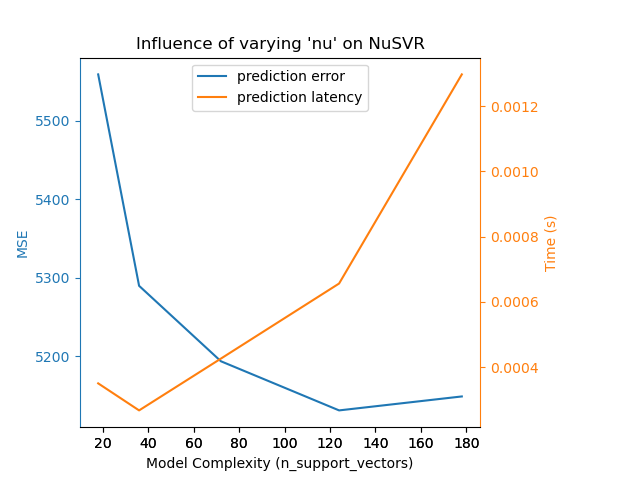 Influence of varying 'nu' on NuSVR
prediction error
prediction latency
5500
5400
5300
5200
MSE
0.0012
0.0010
0.0008
0.0006
0.0004
Time (s)
20 40 60 80 100 120 140 160 180
Model Complexity (n_support_vectors)